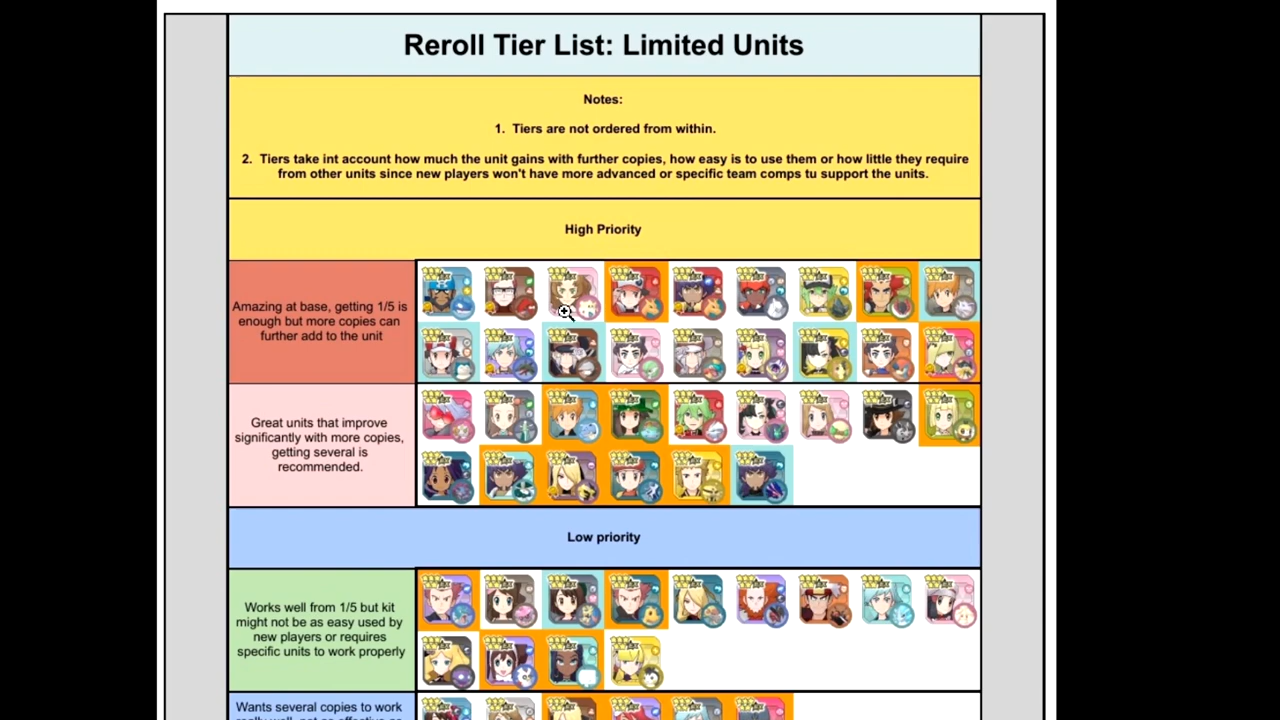 Reroll Tier List: Limited Units
Notes:
1. Tiers are not ordered from within.
2. Tiers take int account how much the unit gains with further copies, how easy is to use them or how little they require
from other units since new players won't have more advanced or specific team comps tu support the units.
High Priority
Amazing at base, getting 1/5 is
enough but more copies can
further add to the unit
Great units that improve
significantly with more copies,
getting several is
recommended.
Low priority
Works well from 1/5 but kit
might not be as easy used by
new players or requires
specific units to work properly
Wants several copies to work